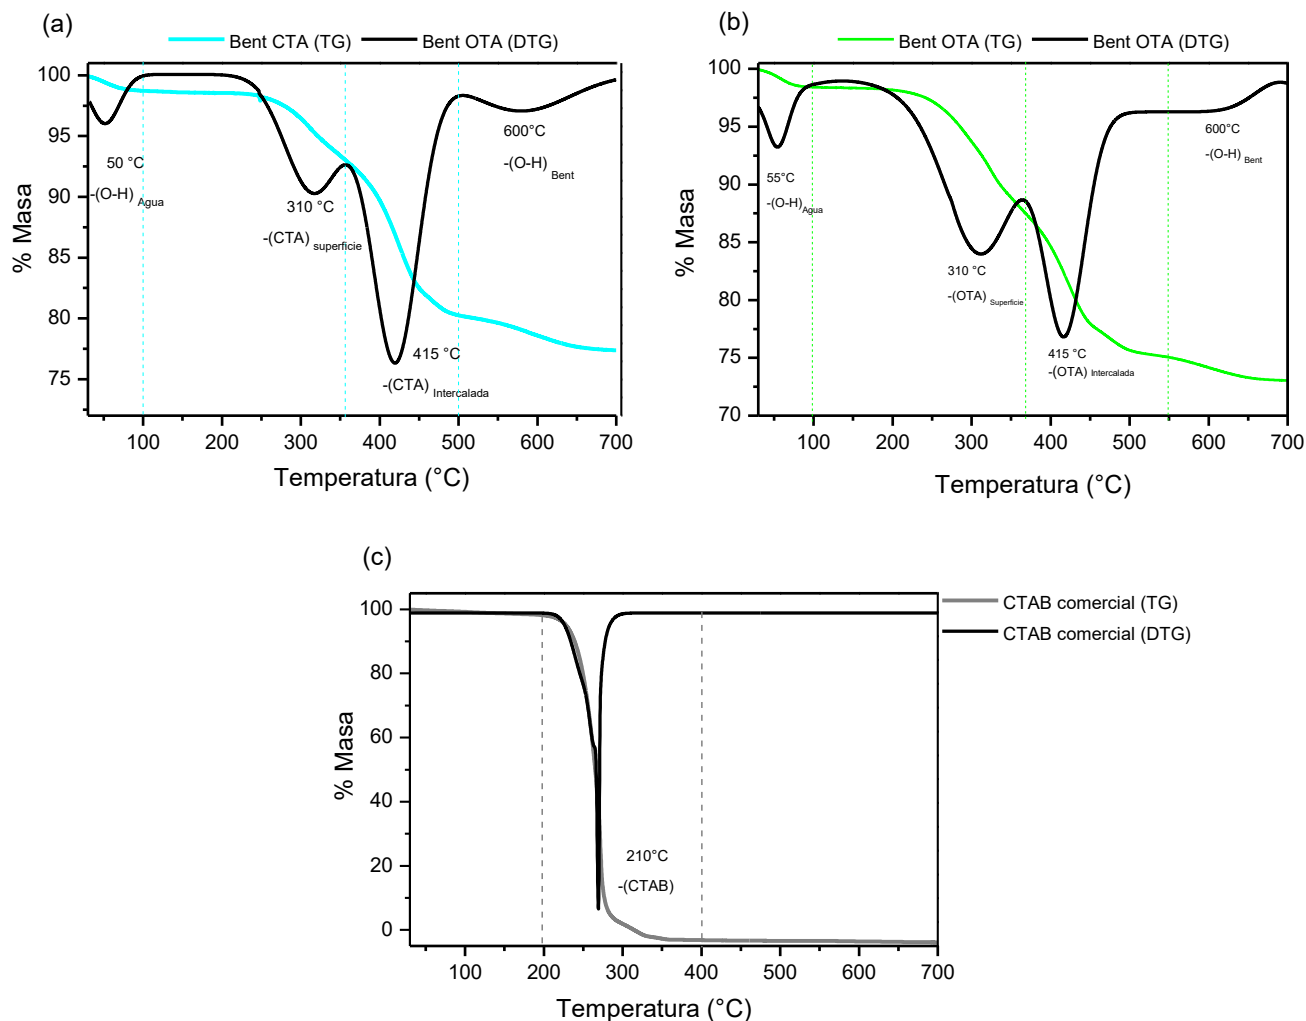 (a)
Bent CTA (TG) Bent OTA (DTG)
100
95
90
85
80
75
% Masa
50 °C
-(O-H) Agua
310 °C
-(CTA) superficie
415 °C
-(CTA) Intercalada
600°C
-(O-H) Bent
100 200 300 400 500 600 700
Temperatura (°C)
(b)
Bent OTA (TG) Bent OTA (DTG)
100
95
90
85
80
75
70
% Masa
55°C
-(O-H) Agua
310 °C
-(OTA) Superficie
415 °C
-(OTA) Intercalada
600°C
-(O-H) Bent
100 200 300 400 500 600 700
Temperatura (°C)
(c)
CTAB comercial (TG)
CTAB comercial (DTG)
100
80
60
40
20
0
% Masa
210°C
-(CTAB)
100 200 300 400 500 600 700
Temperatura (°C)